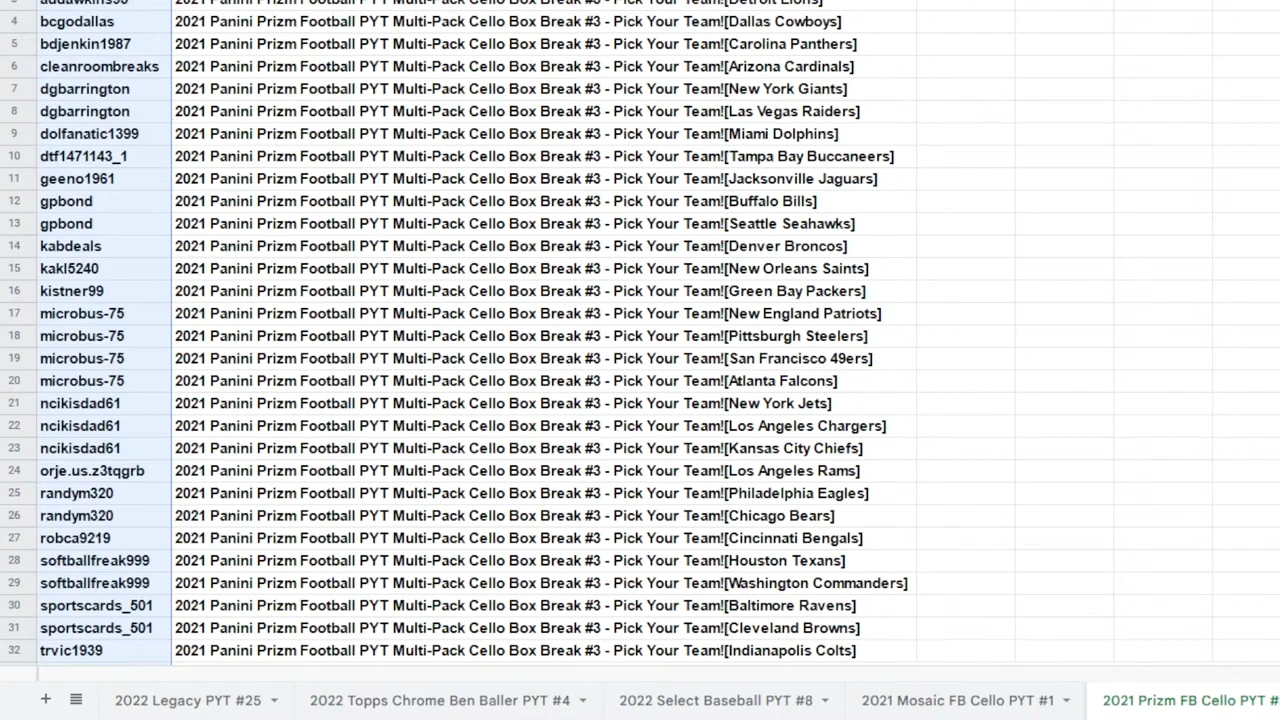 2021 Panini Prizm Football PYT Multi-Pack Cello Box Break #3 - Pick Your Team![Detroit Lions]
4 bcgodallas 2021 Panini Prizm Football PYT Multi-Pack Cello Box Break #3 - Pick Your Team![Dallas Cowboys]
5 bdjenkin1987 2021 Panini Prizm Football PYT Multi-Pack Cello Box Break #3 - Pick Your Team![Carolina Panthers]
6 cleanroombreaks 2021 Panini Prizm Football PYT Multi-Pack Cello Box Break #3 - Pick Your Team![Arizona Cardinals]
7 dgbarrington 2021 Panini Prizm Football PYT Multi-Pack Cello Box Break #3 - Pick Your Team![New York Giants]
8 dgbarrington 2021 Panini Prizm Football PYT Multi-Pack Cello Box Break #3 - Pick Your Team![Las Vegas Raiders]
9 dolfanatic1399 2021 Panini Prizm Football PYT Multi-Pack Cello Box Break #3 - Pick Your Team![Miami Dolphins]
10 dtf1471143_1 2021 Panini Prizm Football PYT Multi-Pack Cello Box Break #3 - Pick Your Team![Tampa Bay Buccaneers]
11 geeno1961 2021 Panini Prizm Football PYT Multi-Pack Cello Box Break #3 - Pick Your Team![Jacksonville Jaguars]
12 gpbond 2021 Panini Prizm Football PYT Multi-Pack Cello Box Break #3 - Pick Your Team![Buffalo Bills]
13 gpbond 2021 Panini Prizm Football PYT Multi-Pack Cello Box Break #3 - Pick Your Team![Seattle Seahawks]
14 kabdeals 2021 Panini Prizm Football PYT Multi-Pack Cello Box Break #3 - Pick Your Team![Denver Broncos]
15 kakl5240 2021 Panini Prizm Football PYT Multi-Pack Cello Box Break #3 - Pick Your Team![New Orleans Saints]
16 kistner99 2021 Panini Prizm Football PYT Multi-Pack Cello Box Break #3 - Pick Your Team![Green Bay Packers]
17 microbus-75 2021 Panini Prizm Football PYT Multi-Pack Cello Box Break #3 - Pick Your Team![New England Patriots]
18 microbus-75 2021 Panini Prizm Football PYT Multi-Pack Cello Box Break #3 - Pick Your Team![Pittsburgh Steelers]
19 microbus-75 2021 Panini Prizm Football PYT Multi-Pack Cello Box Break #3 - Pick Your Team![San Francisco 49ers]
20 microbus-75 2021 Panini Prizm Football PYT Multi-Pack Cello Box Break #3 - Pick Your Team![Atlanta Falcons]
21 ncikisdad61 2021 Panini Prizm Football PYT Multi-Pack Cello Box Break #3 - Pick Your Team![New York Jets]
22 ncikisdad61 2021 Panini Prizm Football PYT Multi-Pack Cello Box Break #3 - Pick Your Team![Los Angeles Chargers]
23 ncikisdad61 2021 Panini Prizm Football PYT Multi-Pack Cello Box Break #3 - Pick Your Team![Kansas City Chiefs]
24 orje.us.z3tqgrb 2021 Panini Prizm Football PYT Multi-Pack Cello Box Break #3 - Pick Your Team![Los Angeles Rams]
25 randym320 2021 Panini Prizm Football PYT Multi-Pack Cello Box Break #3 - Pick Your Team![Philadelphia Eagles]
26 randym320 2021 Panini Prizm Football PYT Multi-Pack Cello Box Break #3 - Pick Your Team![Chicago Bears]
27 robca9219 2021 Panini Prizm Football PYT Multi-Pack Cello Box Break #3 - Pick Your Team![Cincinnati Bengals]
28 softballfreak999 2021 Panini Prizm Football PYT Multi-Pack Cello Box Break #3 - Pick Your Team![Houston Texans]
29 softballfreak999 2021 Panini Prizm Football PYT Multi-Pack Cello Box Break #3 - Pick Your Team![Washington Commanders]
30 sportscards_501 2021 Panini Prizm Football PYT Multi-Pack Cello Box Break #3 - Pick Your Team![Baltimore Ravens]
31 sportscards_501 2021 Panini Prizm Football PYT Multi-Pack Cello Box Break #3 - Pick Your Team![Cleveland Browns]
32 trvic1939 2021 Panini Prizm Football PYT Multi-Pack Cello Box Break #3 - Pick Your Team![Indianapolis Colts]
2022 Legacy PYT #25 2022 Topps Chrome Ben Baller PYT #4 2022 Select Baseball PYT #8 2021 Mosaic FB Cello PYT #1 2021 Prizm FB Cello PYT #